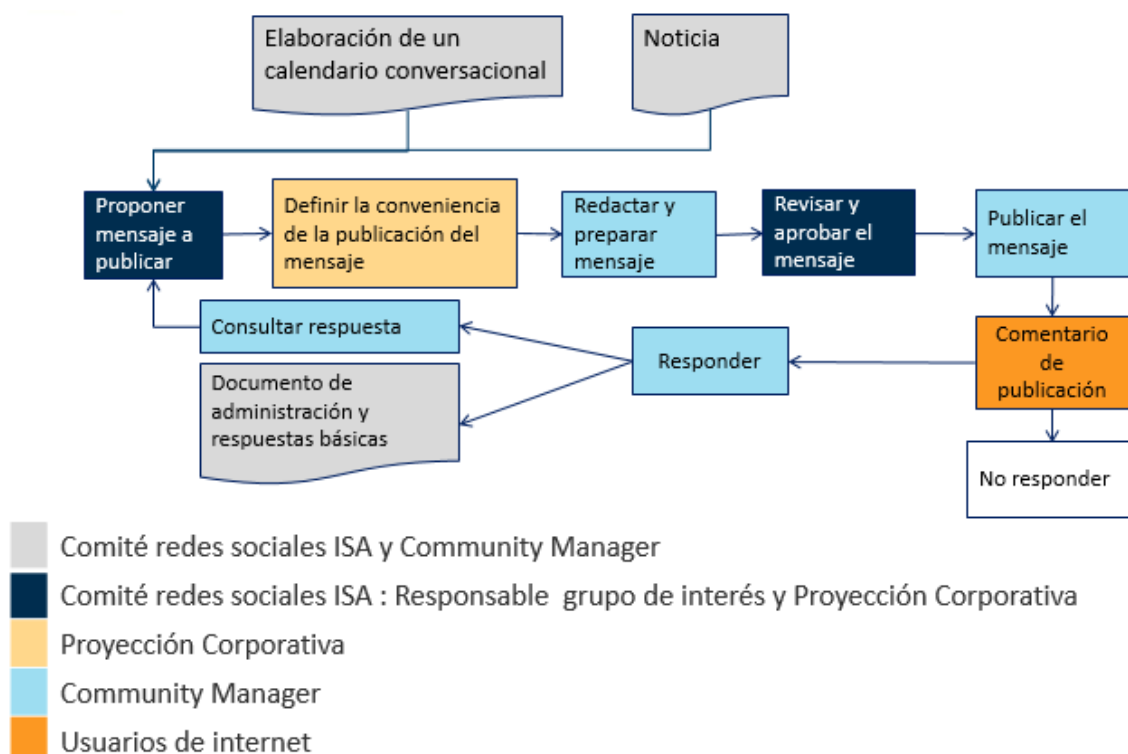 Elaboración de un
calendario conversacional
Noticia
Proponer
mensaje a
publicar
Definir la conveniencia
de la publicación del
mensaje
Redactar y
preparar
mensaje
Revisar y
aprobar el
mensaje
Publicar el
mensaje
Consultar respuesta
Responder
Comentario
de
publicación
Documento de
administración y
respuestas básicas
No responder
Comité redes sociales ISA y Community Manager
Comité redes sociales ISA : Responsable grupo de interés y Proyección Corporativa
Proyección Corporativa
Community Manager
Usuarios de internet